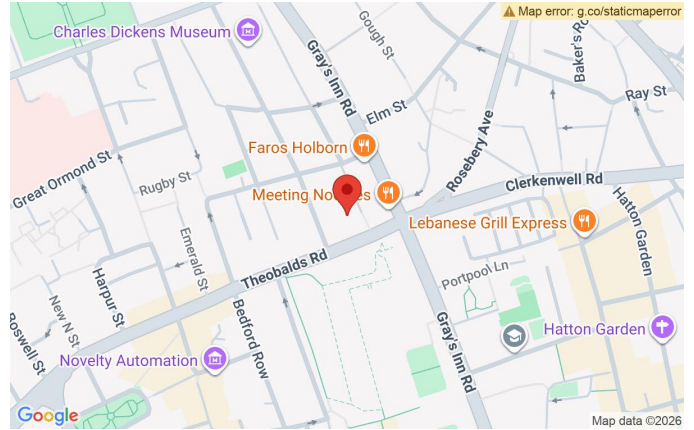 Map error: g.co/staticmaperror
Charles Dickens Museum
Gough St
Gray's Inn Rd
Baker's Ro
Ray St
Elm St
Faros Holborn
Rosebery Ave
Great Ormond St
Rugby St
Meeting No es
Clerkenwell Rd
Lebanese Grill Express
Hatton Garden
Emerald St
Theobalds Rd
Portpool Ln
Harpur St
New N St
Boswell St
Bedford Row
Gray's Inn Rd
Hatton Garden
Novelty Automation
Google
Map data ©2026